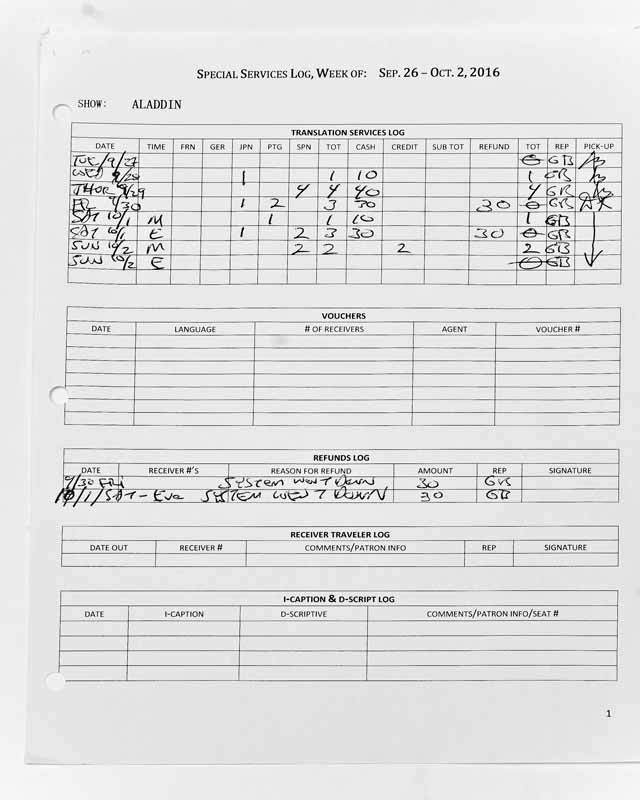 SPECIAL SERVICES LOG, WEEK OF: SEP. 26 – OCT. 2, 2016
SHOW: ALADDIN
TRANSLATION SERVICES LOG
DATE TIME FRN GER JPN PTG SPN TOT CASH CREDIT SUB TOT REFUND TOT REP PICK-UP
TUE/9/27 0 GB
WED 9/28 1 1 10 1 GB
THUR 9/29 4 4 40 4 GB
FRI 9/30 1 2 3 30 30 0 GB
SAT 10/1 M 1 1 10 1 GB
SAT 10/1 E 1 2 3 30 30 0 GB
SUN 10/2 M 2 2 2 2 GB
SUN 10/2 E 0 GB
VOUCHERS
DATE LANGUAGE # OF RECEIVERS AGENT VOUCHER #
REFUNDS LOG
DATE RECEIVER #'S REASON FOR REFUND AMOUNT REP SIGNATURE
9/30 FRI SYSTEM WENT DOWN 30 GB
10/1/SAT-Eve SYSTEM WENT DOWN 30 GB
RECEIVER TRAVELER LOG
DATE OUT RECEIVER # COMMENTS/PATRON INFO REP SIGNATURE
I-CAPTION & D-SCRIPT LOG
DATE I-CAPTION D-SCRIPTIVE COMMENTS/PATRON INFO/SEAT #
1